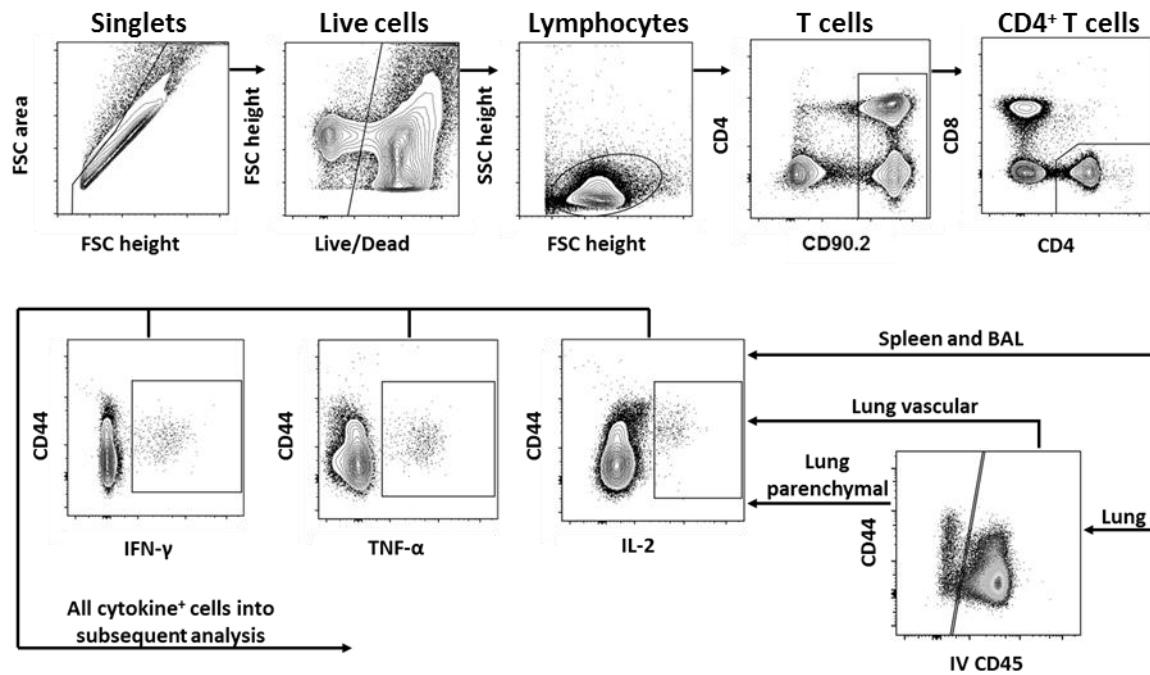 Singlets
Live cells
Lymphocytes
T cells
CD4⁺ T cells
FSC area
FSC height
FSC height
Live/Dead
SSC height
FSC height
CD4
CD90.2
CD8
CD4
Spleen and BAL
Lung vascular
Lung
parenchymal
Lung
CD44
IFN-γ
CD44
TNF-α
CD44
IL-2
CD44
IV CD45
All cytokine⁺ cells into
subsequent analysis